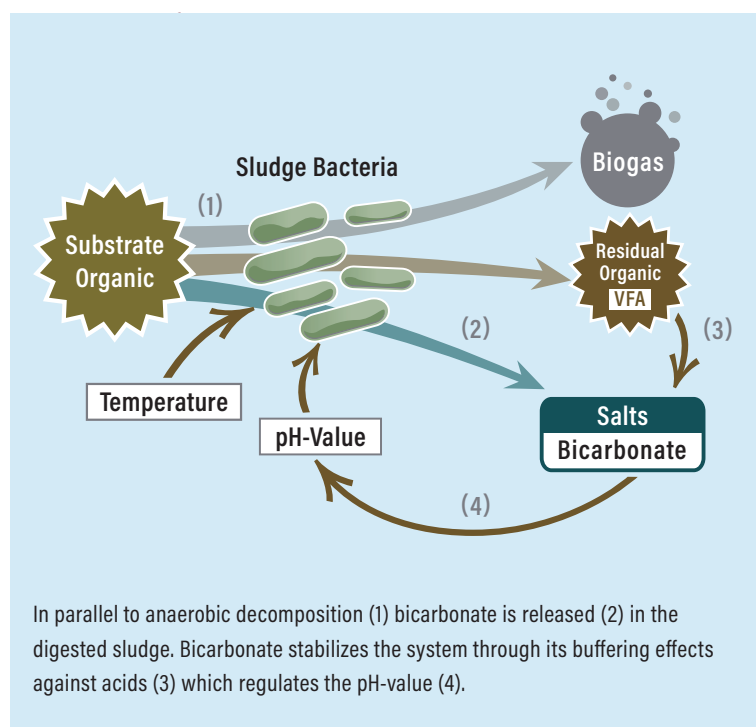 Sludge Bacteria
Biogas
(1)
Substrate
Organic
Residual
Organic
VFA
(2)
(3)
Temperature
pH-Value
Salts
Bicarbonate
(4)
In parallel to anaerobic decomposition (1) bicarbonate is released (2) in the
digested sludge. Bicarbonate stabilizes the system through its buffering effects
against acids (3) which regulates the pH-value (4).